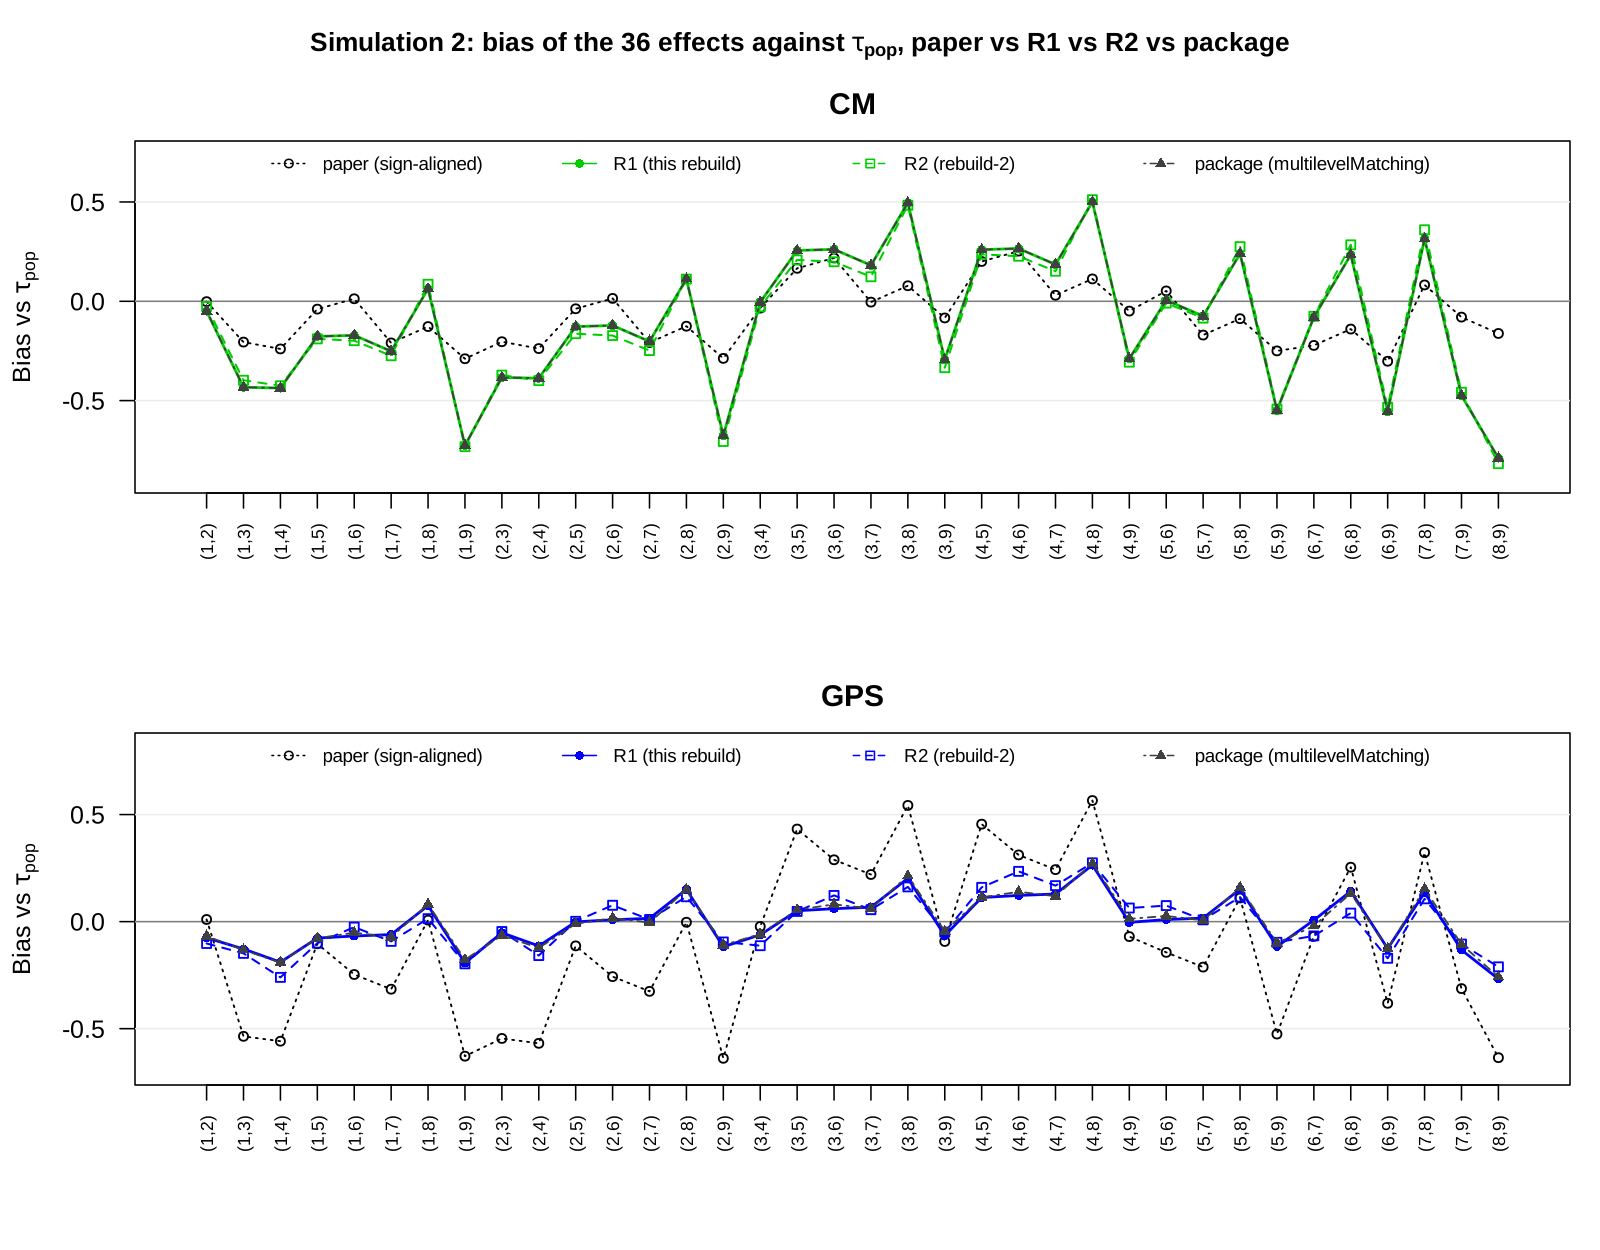 Simulation 2: bias of the 36 effects against τpop, paper vs R1 vs R2 vs package
CM
paper (sign-aligned) R1 (this rebuild) R2 (rebuild-2) package (multilevelMatching)
Bias vs τpop
0.5
0.0
-0.5
(1,2) (1,3) (1,4) (1,5) (1,6) (1,7) (1,8) (1,9) (2,3) (2,4) (2,5) (2,6) (2,7) (2,8) (2,9) (3,4) (3,5) (3,6) (3,7) (3,8) (3,9) (4,5) (4,6) (4,7) (4,8) (4,9) (5,6) (5,7) (5,8) (5,9) (6,7) (6,8) (6,9) (7,8) (7,9) (8,9)
GPS
paper (sign-aligned) R1 (this rebuild) R2 (rebuild-2) package (multilevelMatching)
Bias vs τpop
0.5
0.0
-0.5
(1,2) (1,3) (1,4) (1,5) (1,6) (1,7) (1,8) (1,9) (2,3) (2,4) (2,5) (2,6) (2,7) (2,8) (2,9) (3,4) (3,5) (3,6) (3,7) (3,8) (3,9) (4,5) (4,6) (4,7) (4,8) (4,9) (5,6) (5,7) (5,8) (5,9) (6,7) (6,8) (6,9) (7,8) (7,9) (8,9)